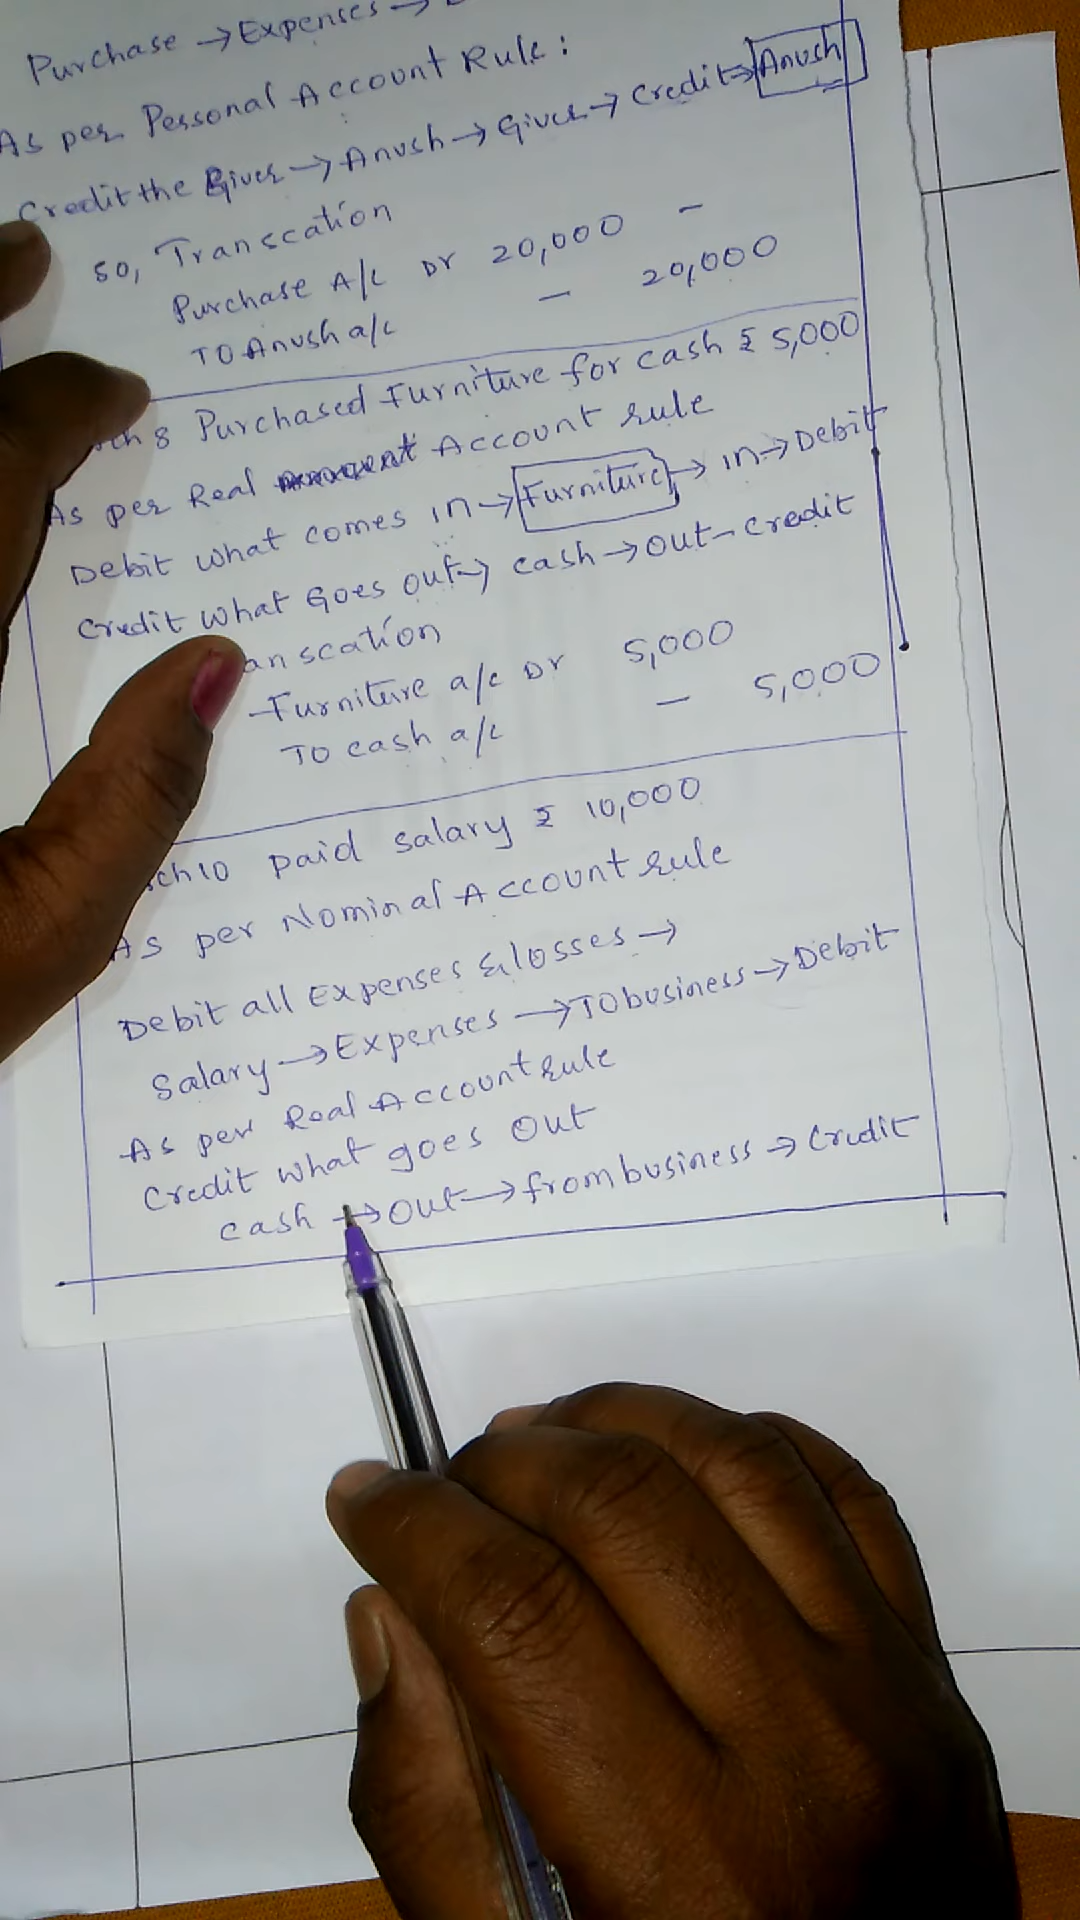 Purchase → Expenses →
As per Personal Account Rule :
Credit the Giver → Anush → Giver → Credit → Anush
so, Transcation
Purchase A/c Dr 20,000 –
TO Anush a/c – 20,000
8 Purchased Furniture for cash ₹ 5,000
As per Real Account rule
Debit what comes in → Furniture → in → Debit
Credit what Goes out → cash → out – credit
anscation
Furniture a/c Dr 5,000
TO cash a/c – 5,000
ch 10 paid salary ₹ 10,000
As per Nominal Account rule
Debit all Expenses & losses →
Salary → Expenses → TO business → Debit
As per Real Account rule
Credit what goes out
cash → out → from business → Credit